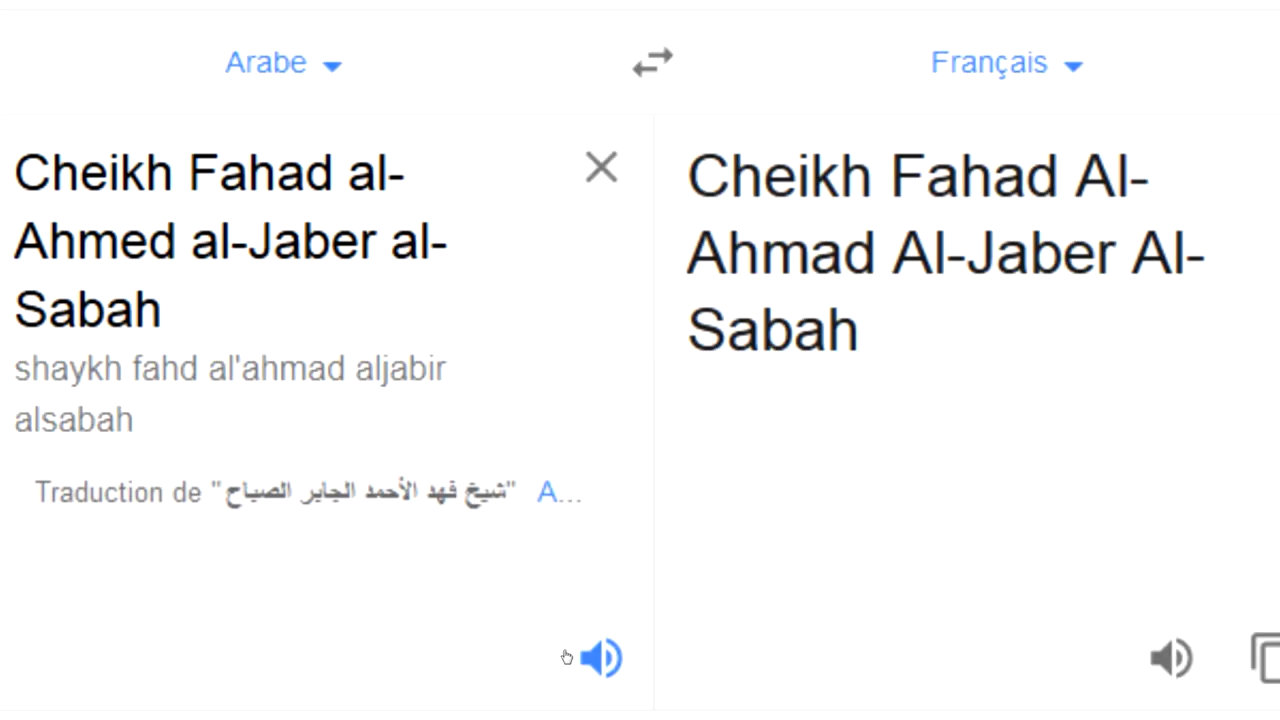 Arabe
Français
Cheikh Fahad al-
Ahmed al-Jaber al-
Sabah
shaykh fahd al'ahmad aljabir
alsabah
Traduction de "شيخ فهد الأحمد الجابر الصباح" A...
Cheikh Fahad Al-
Ahmad Al-Jaber Al-
Sabah